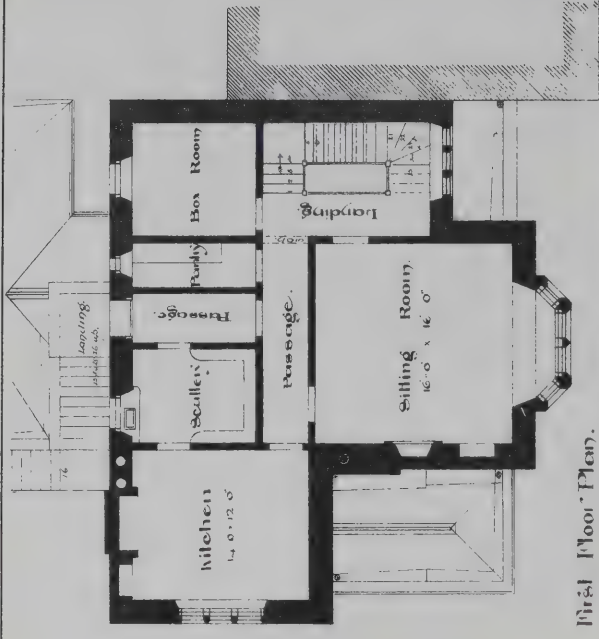 Box Room
Pantry
Passage.
Scullery
Kitchen
14·0 × 12·0
Landing.
Passage.
Sitting Room.
16·0 × 16·0
First Floor Plan.